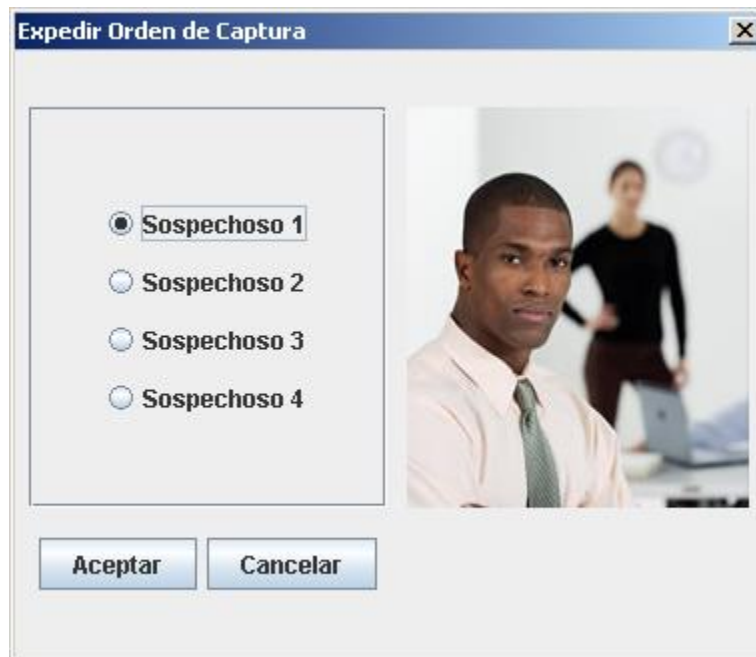 Expedir Orden de Captura
Sospechoso 1
Sospechoso 2
Sospechoso 3
Sospechoso 4
Aceptar Cancelar